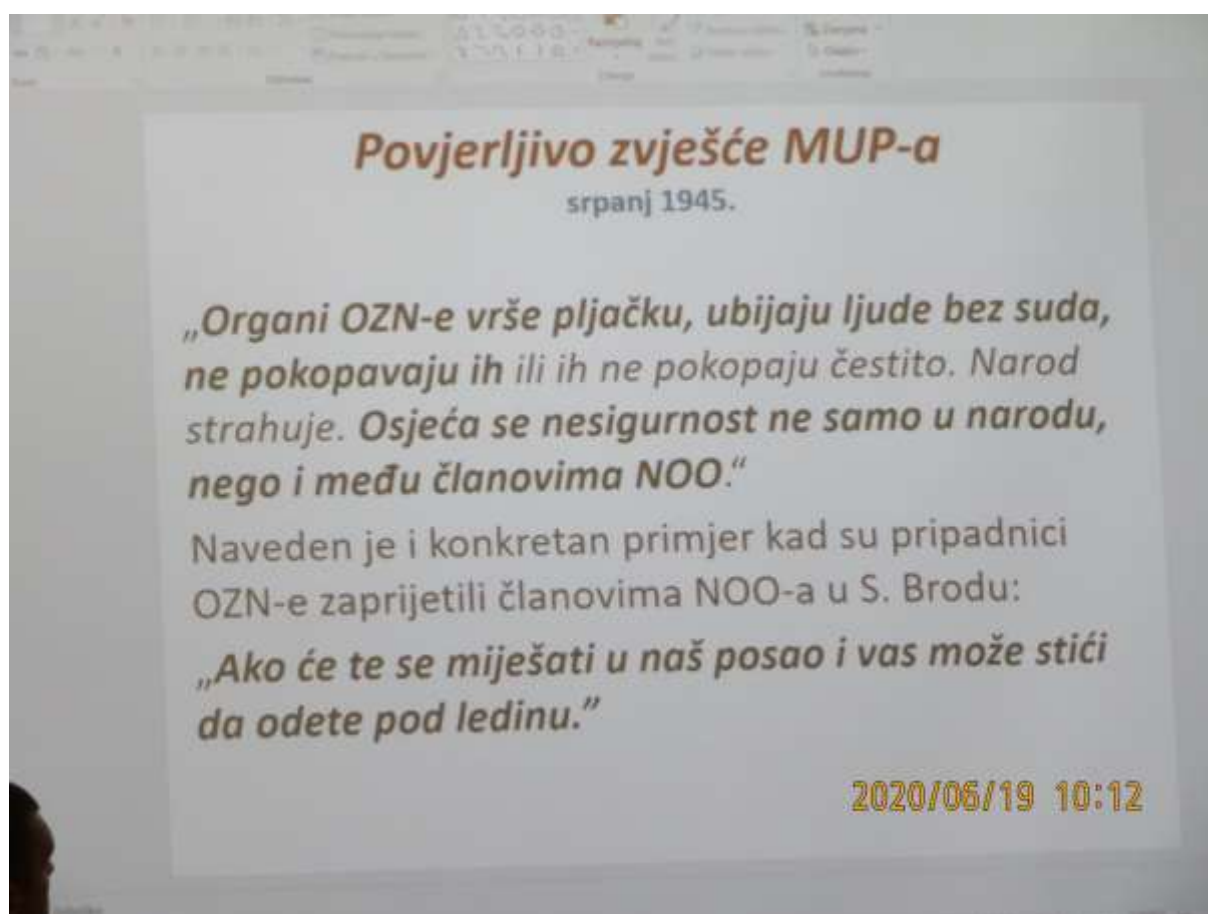 Povjerljivo zvješće MUP-a
srpanj 1945.
„Organi OZN-e vrše pljačku, ubijaju ljude bez suda,
ne pokopavaju ih ili ih ne pokopaju čestito. Narod
strahuje. Osjeća se nesigurnost ne samo u narodu,
nego i među članovima NOO.“
Naveden je i konkretan primjer kad su pripadnici
OZN-e zaprijetili članovima NOO-a u S. Brodu:
„Ako će te se miješati u naš posao i vas može stići
da odete pod ledinu.”
2020/06/19 10:12